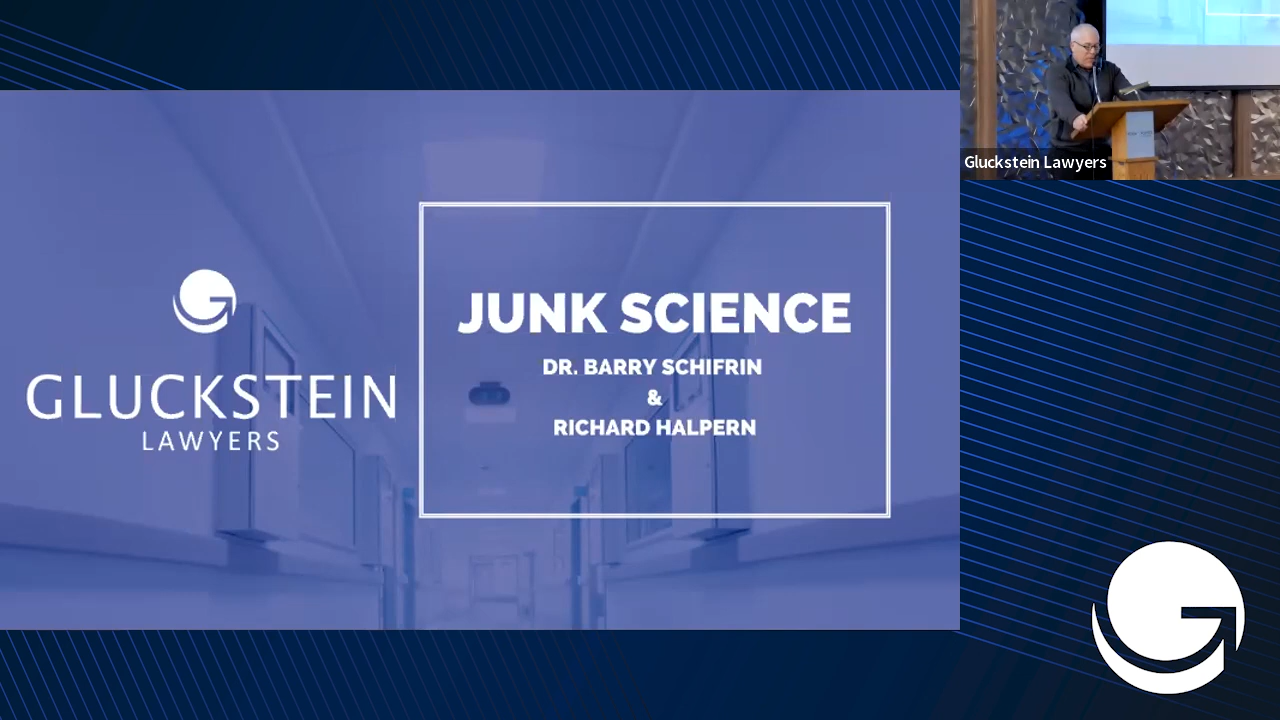 GLUCKSTEIN
LAWYERS
JUNK SCIENCE
DR. BARRY SCHIFRIN
&
RICHARD HALPERN
Gluckstein Lawyers